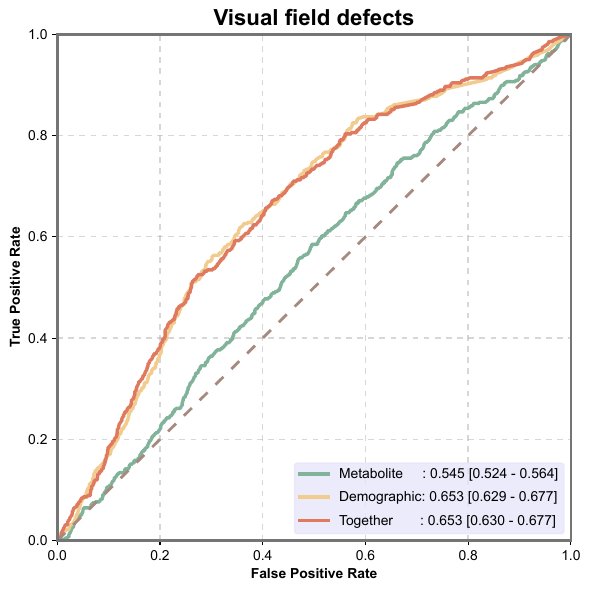 Visual field defects
1.0
0.8
0.6
0.4
0.2
0.0
True Positive Rate
Metabolite : 0.545 [0.524 - 0.564]
Demographic: 0.653 [0.629 - 0.677]
Together : 0.653 [0.630 - 0.677]
0.0 0.2 0.4 0.6 0.8 1.0
False Positive Rate